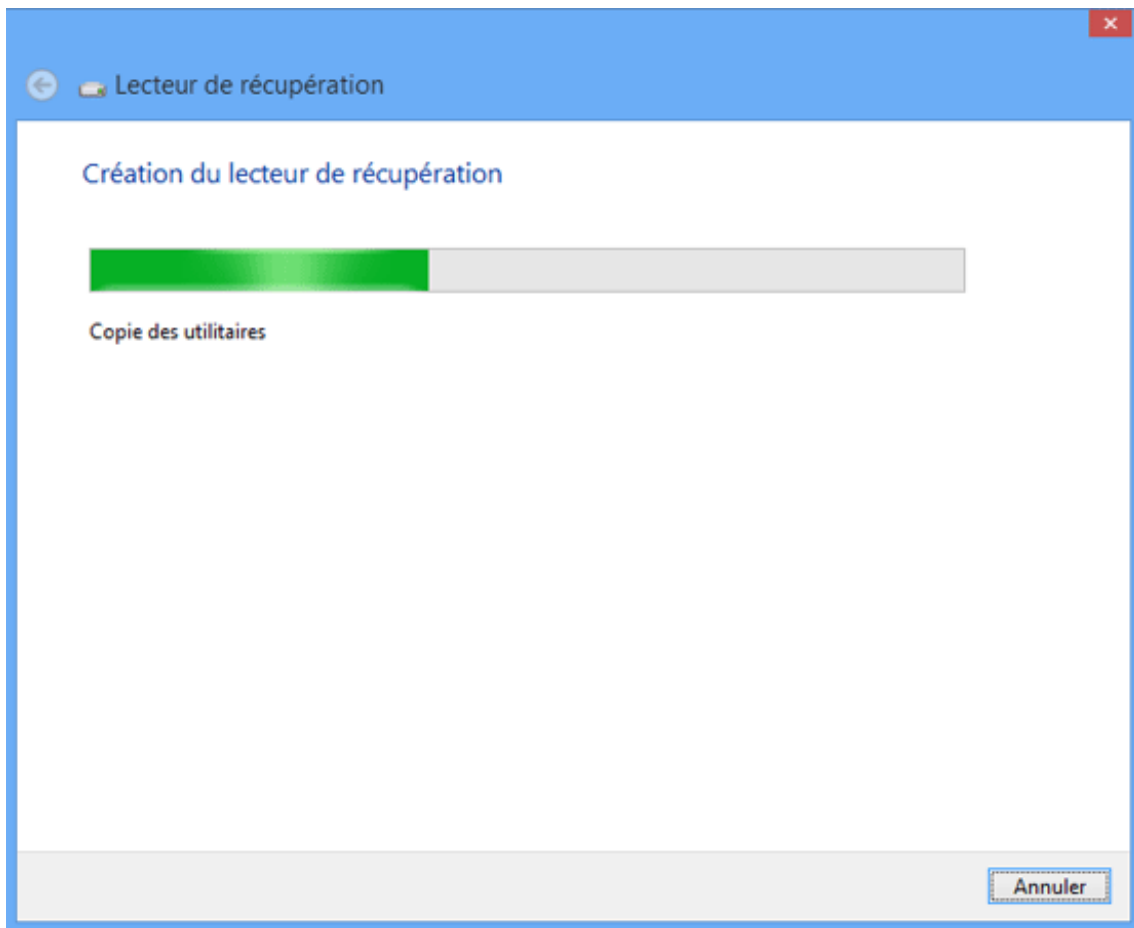 Lecteur de récupération
Création du lecteur de récupération
Copie des utilitaires
Annuler